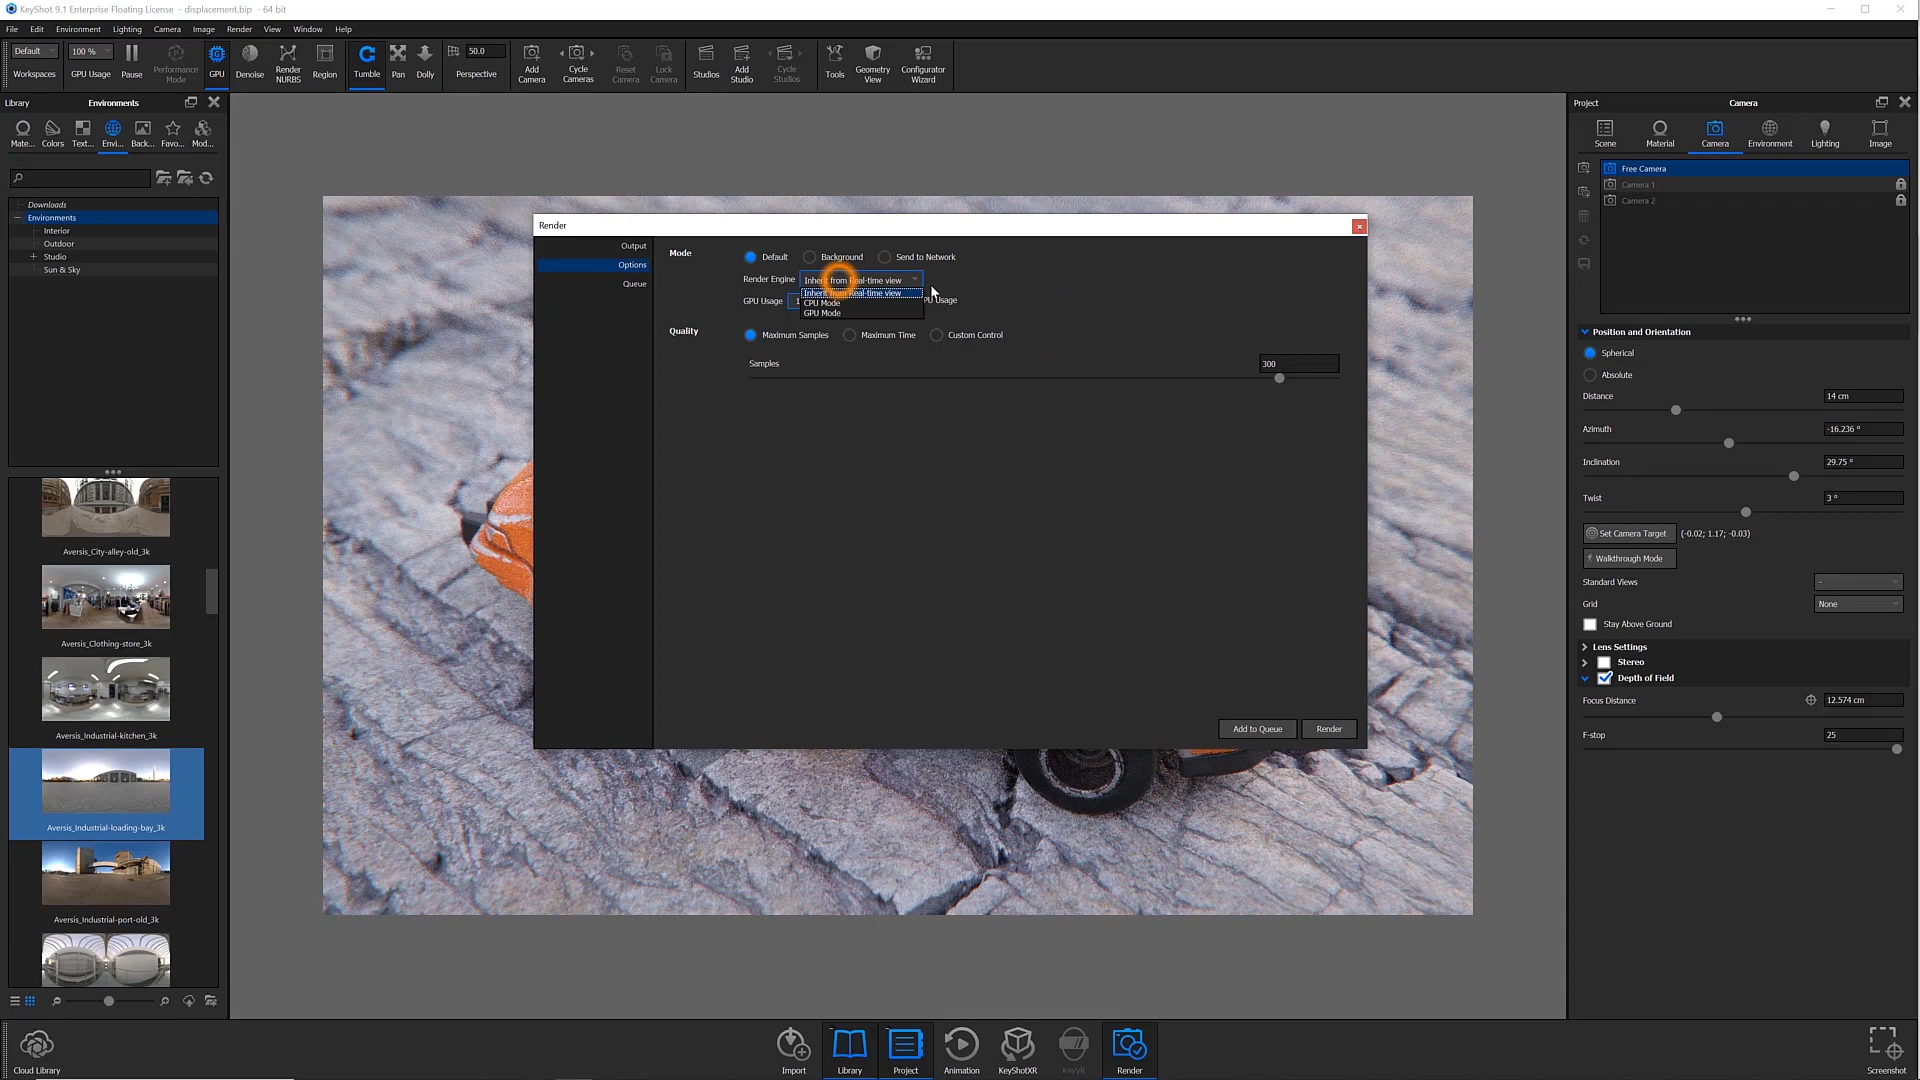 KeyShot 9.1 Enterprise Floating License - displacement.bip - 64 bit
File Edit Environment Lighting Camera Image Render View Window Help
Default 100 % 50.0
Workspaces GPU Usage Pause Performance Mode GPU Denoise Render NURBS Region Tumble Pan Dolly Perspective Add Camera Cycle Cameras Reset Camera Lock Camera Studios Add Studio Cycle Studios Tools Geometry View Configurator Wizard
Library Environments
Mate... Colors Text... Envi... Back... Favo... Mod...
Downloads
Environments
Interior
Outdoor
Studio
Sun & Sky
Aversis_City-alley-old_3k
Aversis_Clothing-store_3k
Aversis_Industrial-kitchen_3k
Aversis_Industrial-loading-bay_3k
Aversis_Industrial-port-old_3k
Render
Output
Options
Queue
Mode Default Background Send to Network
Render Engine Inherit from Real-time view
Inherit from Real-time view
CPU Mode
GPU Mode
GPU Usage 1 PU Usage
Quality Maximum Samples Maximum Time Custom Control
Samples 300
Add to Queue Render
Project Camera
Scene Material Camera Environment Lighting Image
Free Camera
Camera 1
Camera 2
Position and Orientation
Spherical
Absolute
Distance 14 cm
Azimuth -16.236 °
Inclination 29.75 °
Twist 3 °
Set Camera Target (-0.02; 1.17; -0.03)
Walkthrough Mode
Standard Views -
Grid None
Stay Above Ground
Lens Settings
Stereo
Depth of Field
Focus Distance 12.574 cm
F-stop 25
Cloud Library Import Library Project Animation KeyShotXR KeyVR Render Screenshot